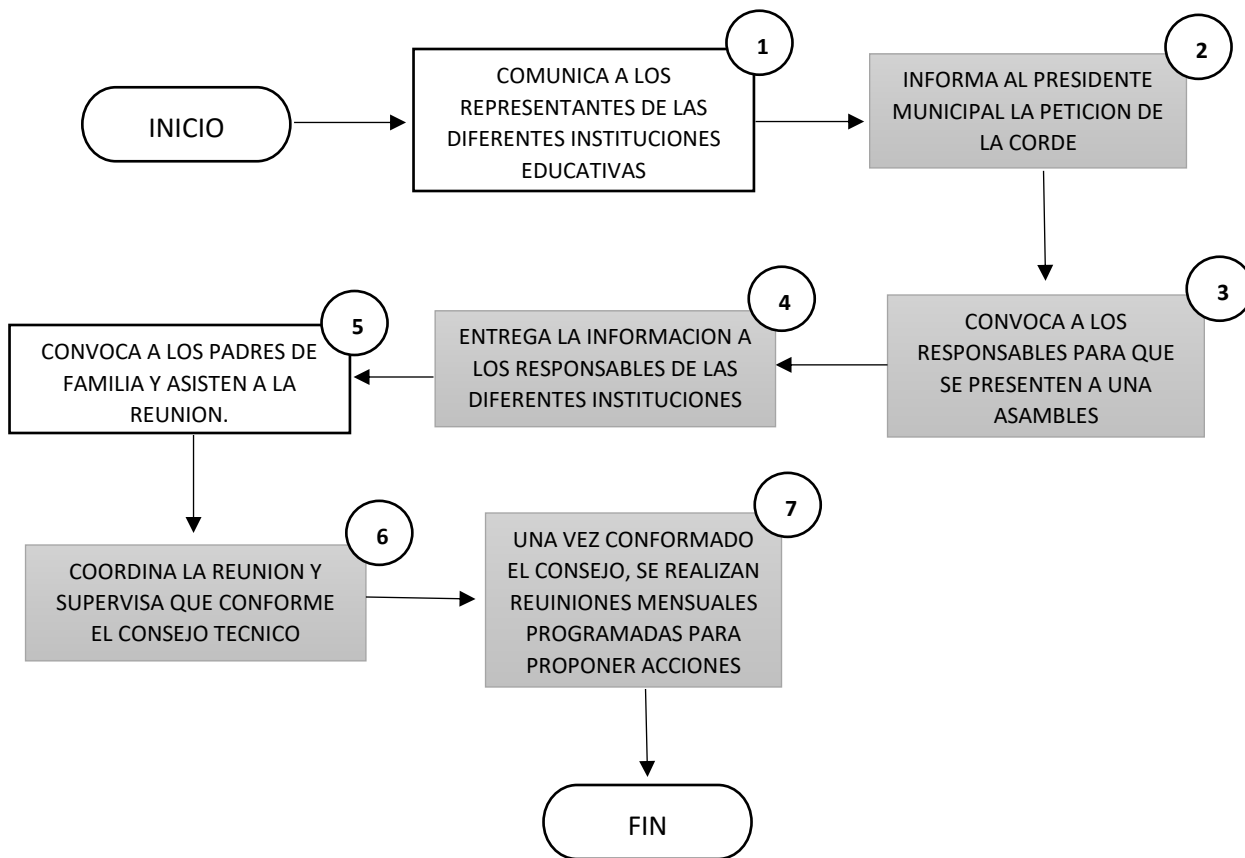 INICIO
1
COMUNICA A LOS
REPRESENTANTES DE LAS
DIFERENTES INSTITUCIONES
EDUCATIVAS
2
INFORMA AL PRESIDENTE
MUNICIPAL LA PETICION DE
LA CORDE
3
CONVOCA A LOS
RESPONSABLES PARA QUE
SE PRESENTEN A UNA
ASAMBLES
4
ENTREGA LA INFORMACION A
LOS RESPONSABLES DE LAS
DIFERENTES INSTITUCIONES
5
CONVOCA A LOS PADRES DE
FAMILIA Y ASISTEN A LA
REUNION.
6
COORDINA LA REUNION Y
SUPERVISA QUE CONFORME
EL CONSEJO TECNICO
7
UNA VEZ CONFORMADO
EL CONSEJO, SE REALIZAN
REUINIONES MENSUALES
PROGRAMADAS PARA
PROPONER ACCIONES
FIN